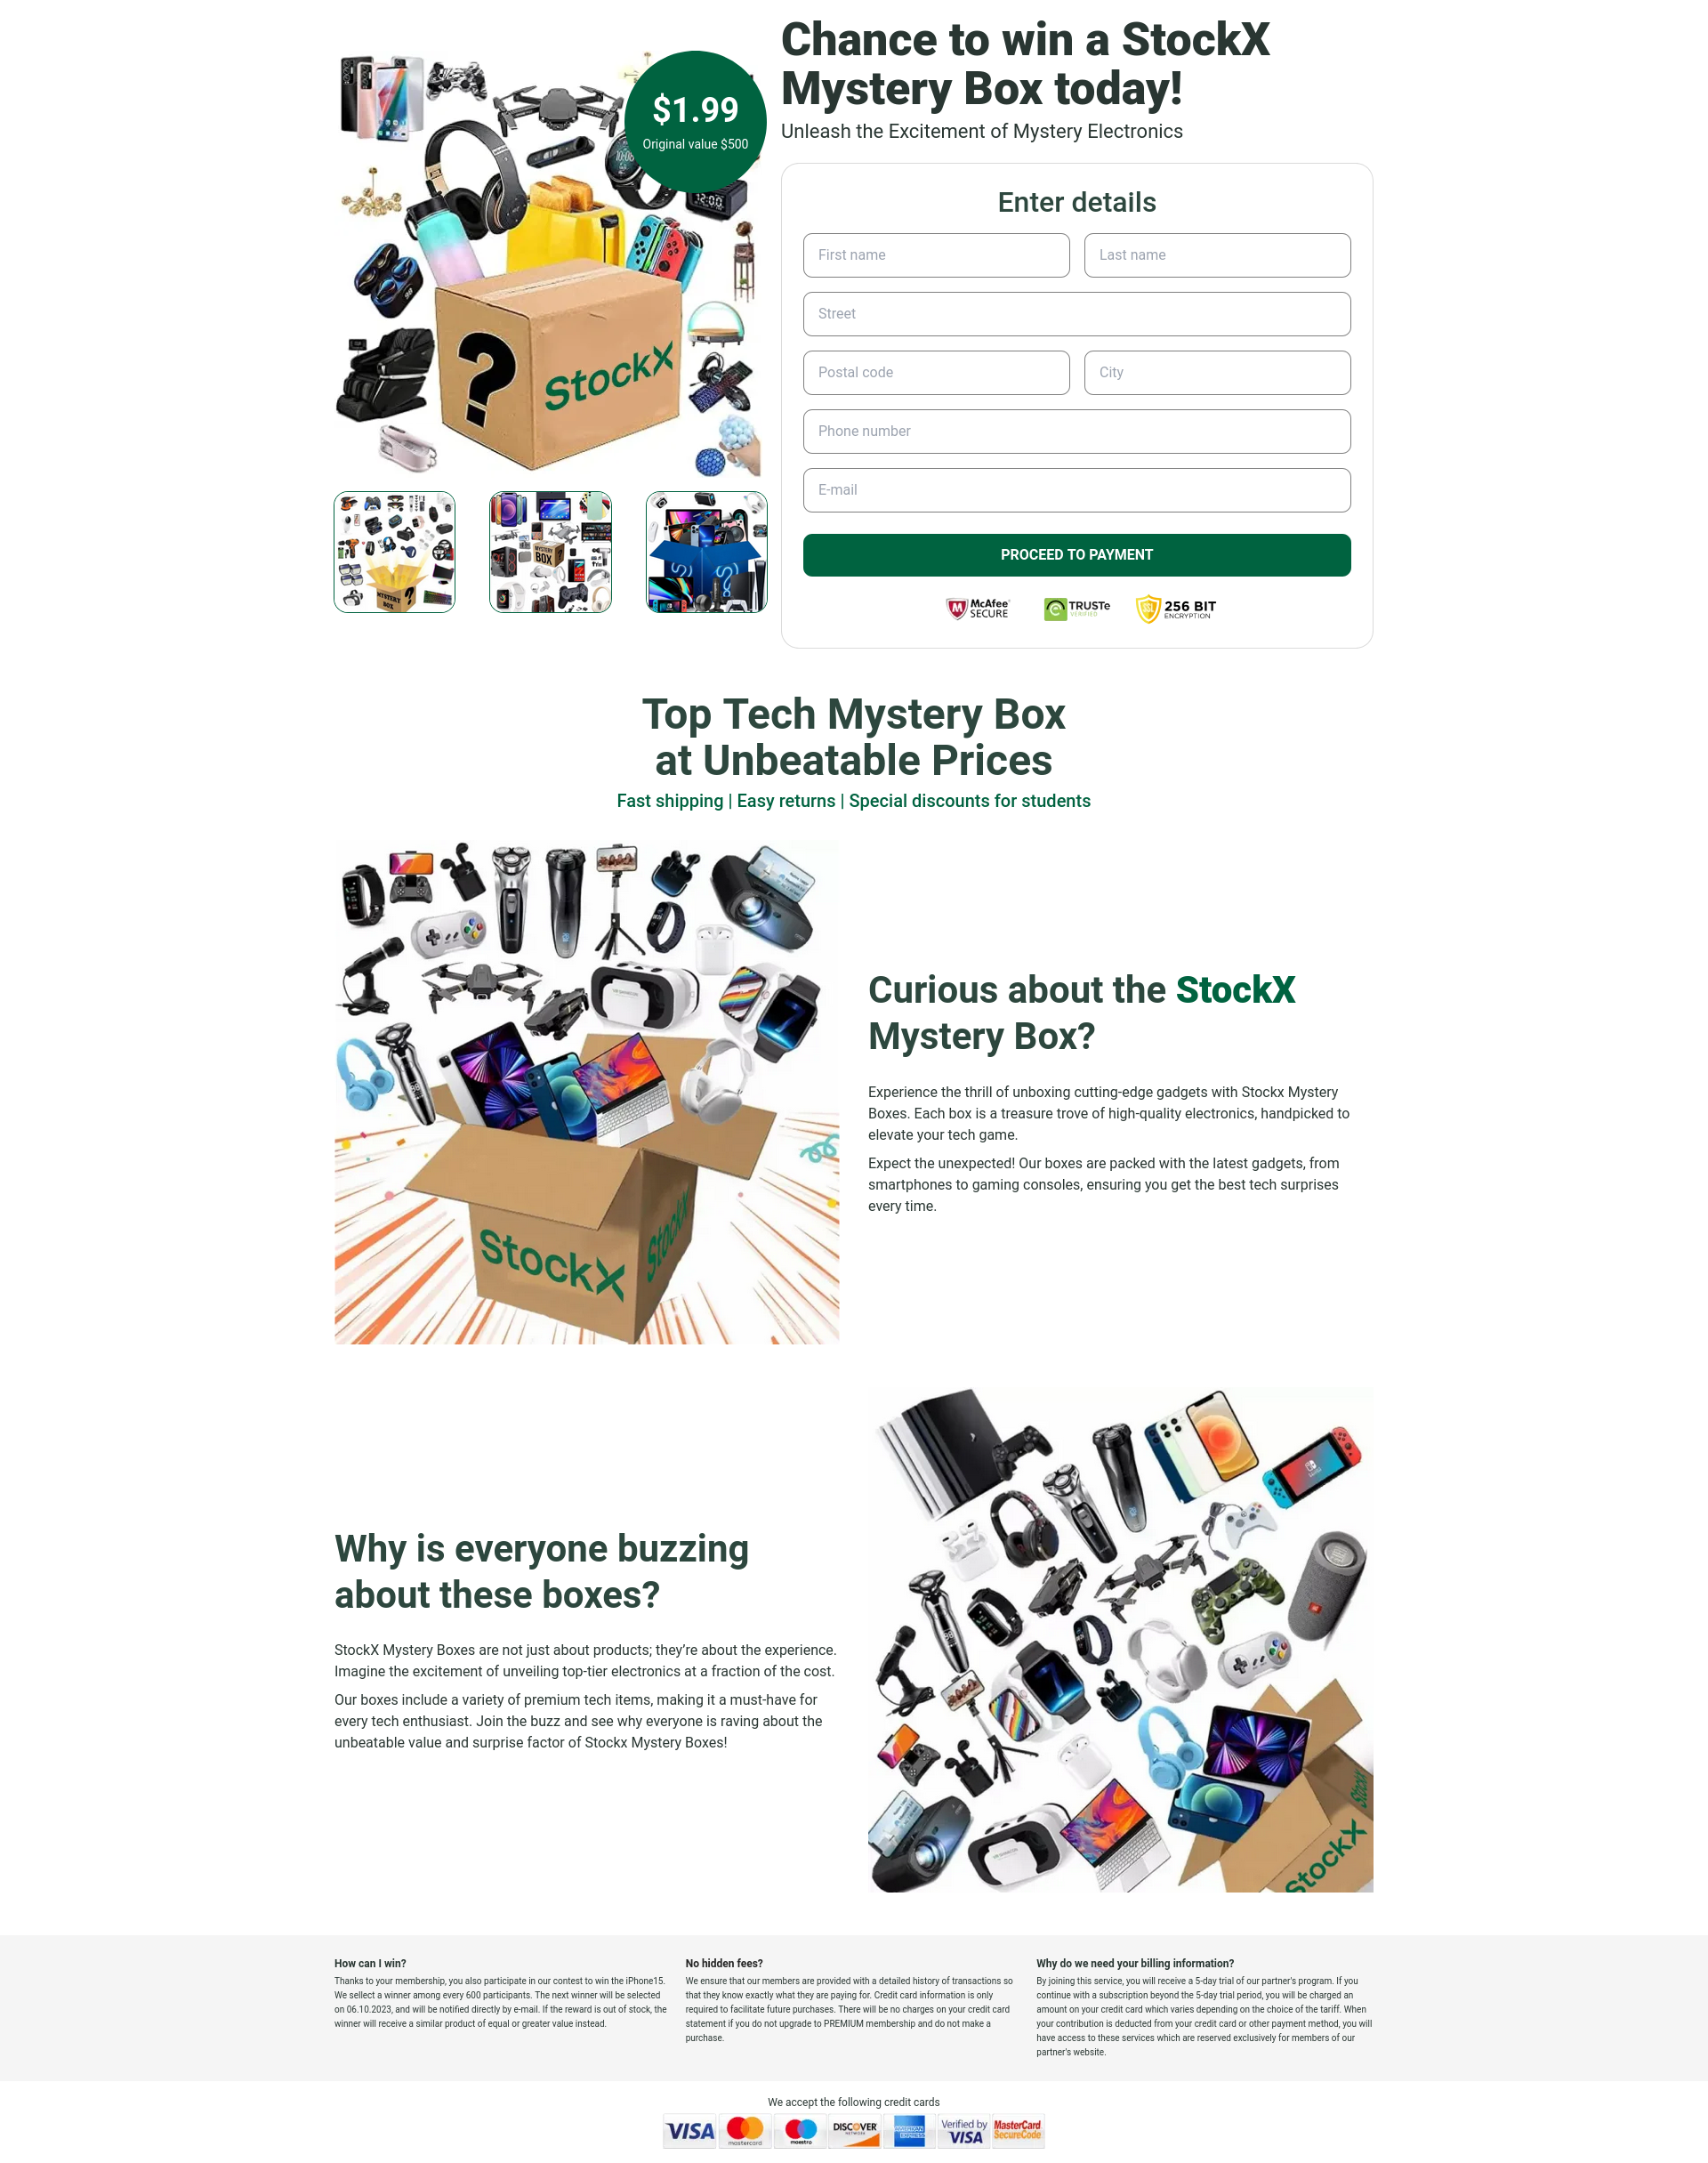 Chance to win a StockX
Mystery Box today!
Unleash the Excitement of Mystery Electronics
$1.99
Original value $500
12:00
?
StockX
MYSTERY
BOX
?
MYSTERY
BOX
Enter details
First name
Last name
Street
Postal code
City
Phone number
E-mail
PROCEED TO PAYMENT
McAfee
SECURE
TRUSTe
VERIFIED
SSL
256 BIT
ENCRYPTION
Top Tech Mystery Box
at Unbeatable Prices
Fast shipping | Easy returns | Special discounts for students
StockX
StockX
Curious about the StockX
Mystery Box?
Experience the thrill of unboxing cutting-edge gadgets with Stockx Mystery
Boxes. Each box is a treasure trove of high-quality electronics, handpicked to
elevate your tech game.
Expect the unexpected! Our boxes are packed with the latest gadgets, from
smartphones to gaming consoles, ensuring you get the best tech surprises
every time.
Why is everyone buzzing
about these boxes?
StockX Mystery Boxes are not just about products; they’re about the experience.
Imagine the excitement of unveiling top-tier electronics at a fraction of the cost.
Our boxes include a variety of premium tech items, making it a must-have for
every tech enthusiast. Join the buzz and see why everyone is raving about the
unbeatable value and surprise factor of Stockx Mystery Boxes!
JBL
StockX
StockX
How can I win?
Thanks to your membership, you also participate in our contest to win the iPhone15.
We sellect a winner among every 600 participants. The next winner will be selected
on 06.10.2023, and will be notified directly by e-mail. If the reward is out of stock, the
winner will receive a similar product of equal or greater value instead.
No hidden fees?
We ensure that our members are provided with a detailed history of transactions so
that they know exactly what they are paying for. Credit card information is only
required to facilitate future purchases. There will be no charges on your credit card
statement if you do not upgrade to PREMIUM membership and do not make a
purchase.
Why do we need your billing information?
By joining this service, you will receive a 5-day trial of our partner's program. If you
continue with a subscription beyond the 5-day trial period, you will be charged an
amount on your credit card which varies depending on the choice of the tariff. When
your contribution is deducted from your credit card or other payment method, you will
have access to these services which are reserved exclusively for members of our
partner's website.
We accept the following credit cards
VISA
mastercard
maestro
DISCOVER
NETWORK
AMERICAN
EXPRESS
Verified by
VISA
MasterCard
SecureCode